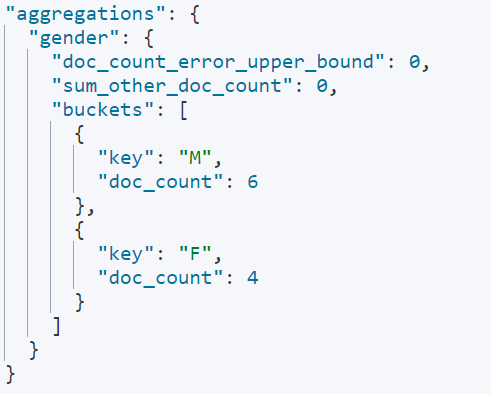 "aggregations": {
  "gender": {
    "doc_count_error_upper_bound": 0,
    "sum_other_doc_count": 0,
    "buckets": [
      {
        "key": "M",
        "doc_count": 6
      },
      {
        "key": "F",
        "doc_count": 4
      }
    ]
  }
}